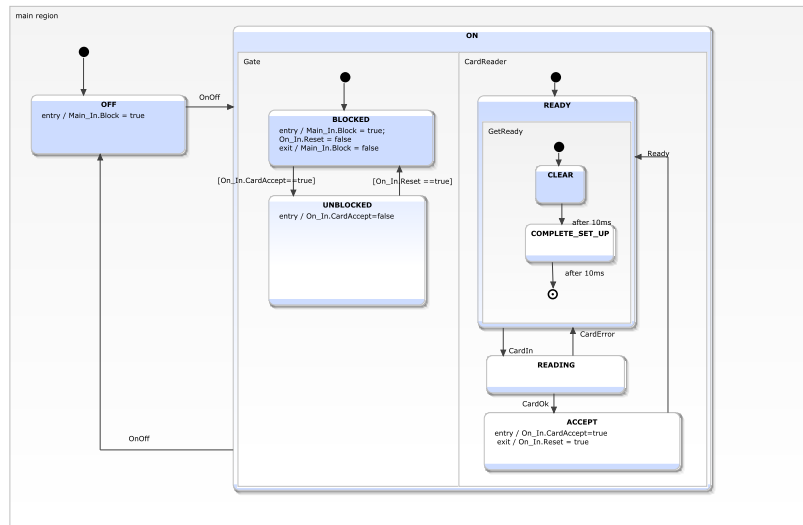 main region
ON
Gate
CardReader
OnOff
OFF
entry / Main_In.Block = true
BLOCKED
entry / Main_In.Block = true;
On_In.Reset = false
exit / Main_In.Block = false
[On_In.CardAccept==true]
[On_In.Reset ==true]
UNBLOCKED
entry / On_In.CardAccept=false
READY
GetReady
CLEAR
after 10ms
COMPLETE_SET_UP
after 10ms
Ready
CardIn
CardError
READING
CardOk
ACCEPT
entry / On_In.CardAccept=true
exit / On_In.Reset = true
OnOff